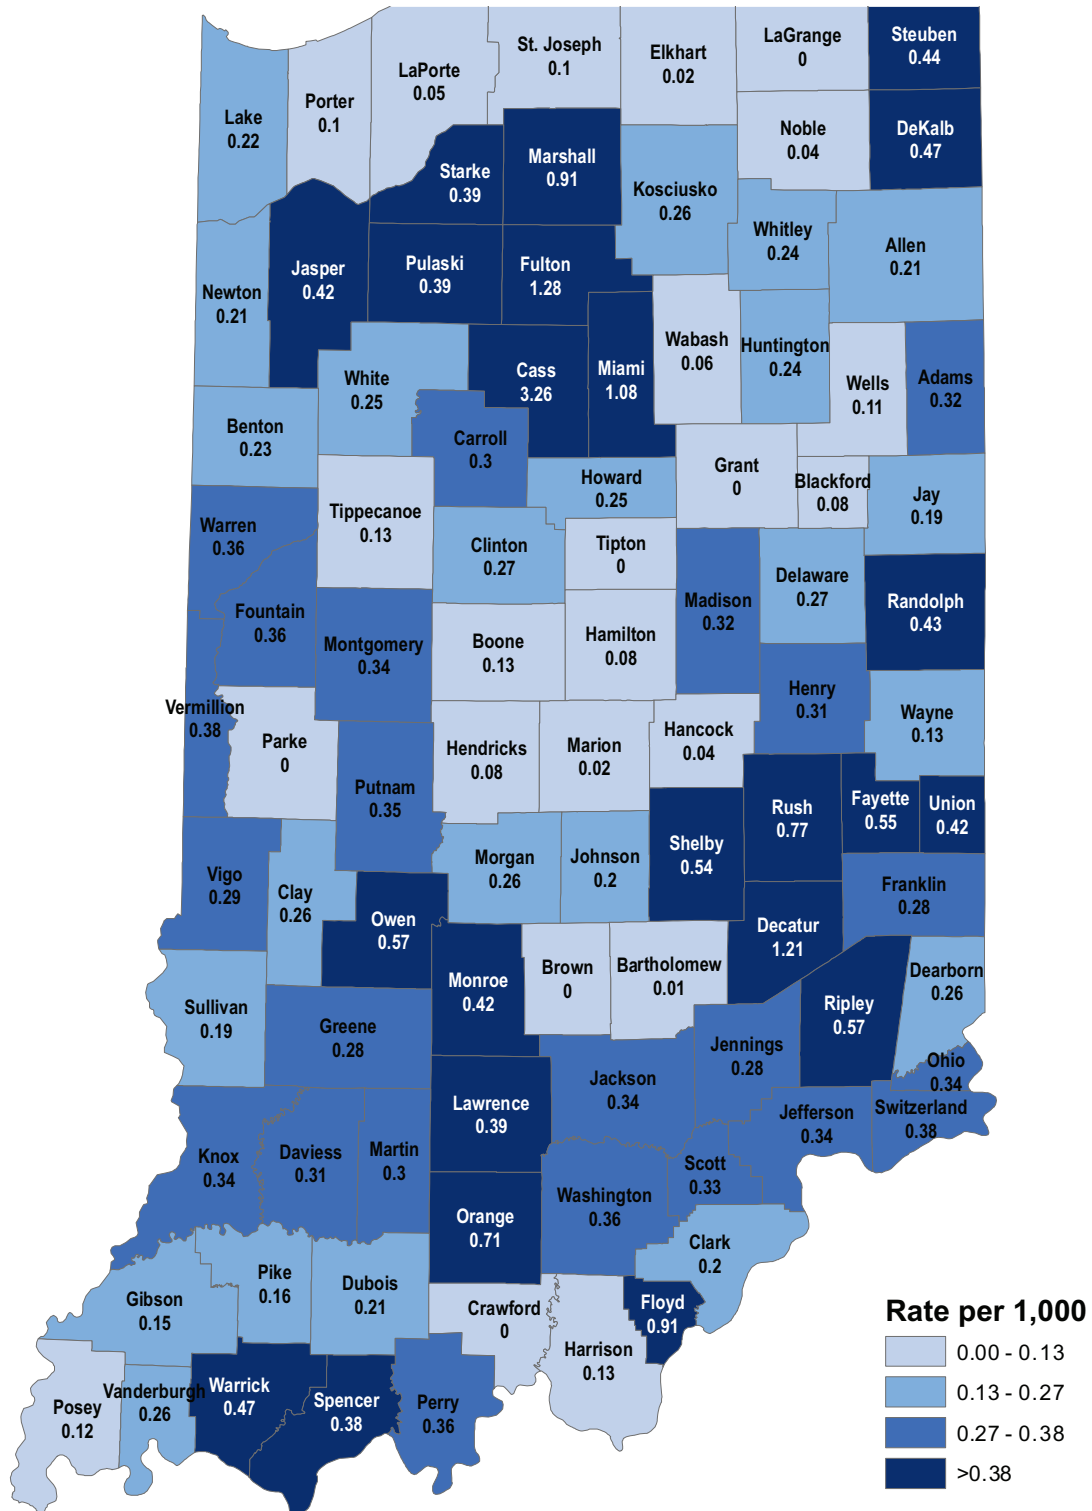 St. Joseph
0.1
LaGrange
0
Steuben
0.44
Elkhart
0.02
LaPorte
0.05
Porter
0.1
Lake
0.22
Noble
0.04
DeKalb
0.47
Marshall
0.91
Starke
0.39
Kosciusko
0.26
Whitley
0.24
Allen
0.21
Jasper
0.42
Pulaski
0.39
Fulton
1.28
Newton
0.21
Wabash
0.06
Huntington
0.24
Cass
3.26
Miami
1.08
White
0.25
Wells
0.11
Adams
0.32
Benton
0.23
Carroll
0.3
Grant
0
Howard
0.25
Blackford
0.08
Jay
0.19
Tippecanoe
0.13
Warren
0.36
Clinton
0.27
Tipton
0
Delaware
0.27
Madison
0.32
Randolph
0.43
Fountain
0.36
Montgomery
0.34
Boone
0.13
Hamilton
0.08
Henry
0.31
Vermillion
0.38
Wayne
0.13
Hancock
0.04
Parke
0
Hendricks
0.08
Marion
0.02
Putnam
0.35
Rush
0.77
Fayette
0.55
Union
0.42
Shelby
0.54
Morgan
0.26
Johnson
0.2
Vigo
0.29
Clay
0.26
Franklin
0.28
Owen
0.57
Decatur
1.21
Brown
0
Bartholomew
0.01
Dearborn
0.26
Monroe
0.42
Ripley
0.57
Sullivan
0.19
Greene
0.28
Jennings
0.28
Ohio
0.34
Jackson
0.34
Lawrence
0.39
Jefferson
0.34
Switzerland
0.38
Knox
0.34
Daviess
0.31
Martin
0.3
Scott
0.33
Washington
0.36
Orange
0.71
Clark
0.2
Pike
0.16
Dubois
0.21
Gibson
0.15
Crawford
0
Floyd
0.91
Harrison
0.13
Posey
0.12
Vanderburgh
0.26
Warrick
0.47
Spencer
0.38
Perry
0.36
Rate per 1,000
0.00 - 0.13
0.13 - 0.27
0.27 - 0.38
>0.38